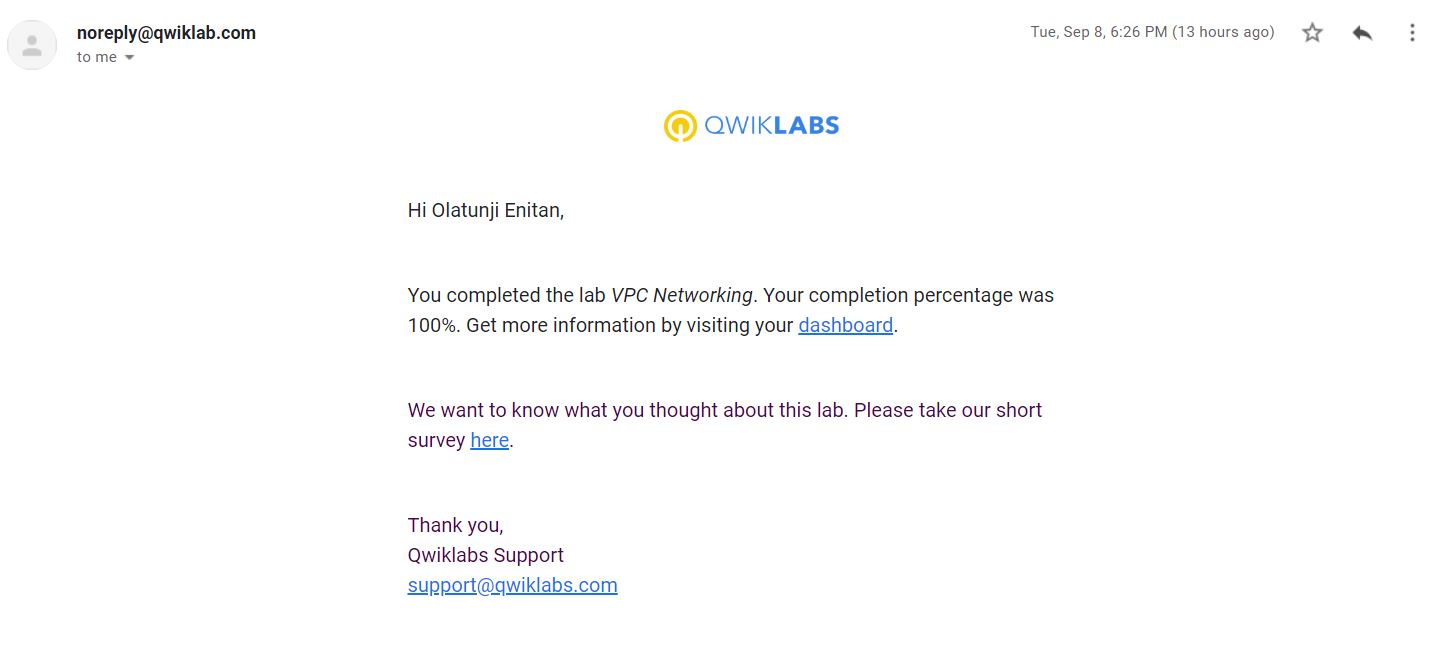 noreply@qwiklab.com
Tue, Sep 8, 6:26 PM (13 hours ago)
to me
QWIKLABS
Hi Olatunji Enitan,
You completed the lab VPC Networking. Your completion percentage was
100%. Get more information by visiting your dashboard.
We want to know what you thought about this lab. Please take our short
survey here.
Thank you,
Qwiklabs Support
support@qwiklabs.com